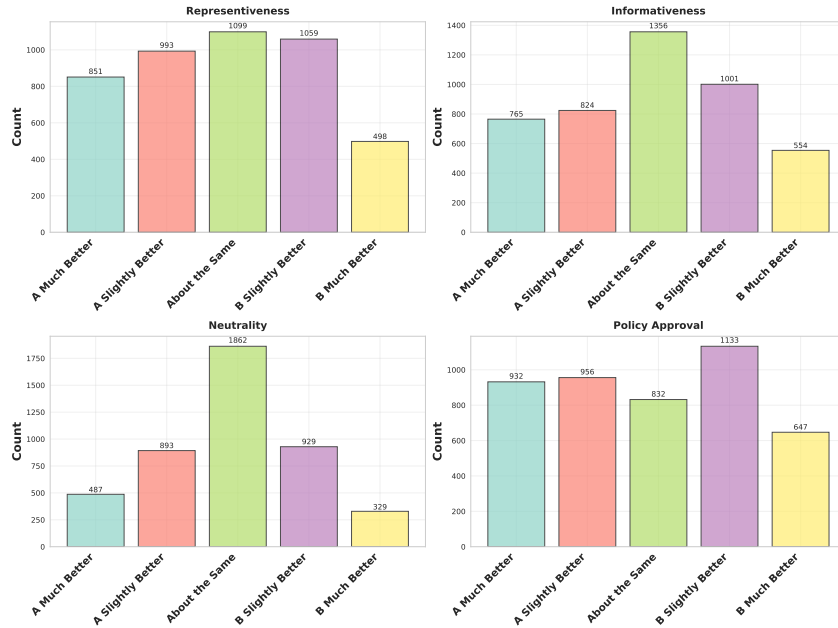 Representiveness
Count
1000
800
600
400
200
0
851
993
1099
1059
498
A Much Better
A Slightly Better
About the Same
B Slightly Better
B Much Better
Informativeness
Count
1400
1200
1000
800
600
400
200
0
765
824
1356
1001
554
A Much Better
A Slightly Better
About the Same
B Slightly Better
B Much Better
Neutrality
Count
1750
1500
1250
1000
750
500
250
0
487
893
1862
929
329
A Much Better
A Slightly Better
About the Same
B Slightly Better
B Much Better
Policy Approval
Count
1000
800
600
400
200
0
932
956
832
1133
647
A Much Better
A Slightly Better
About the Same
B Slightly Better
B Much Better